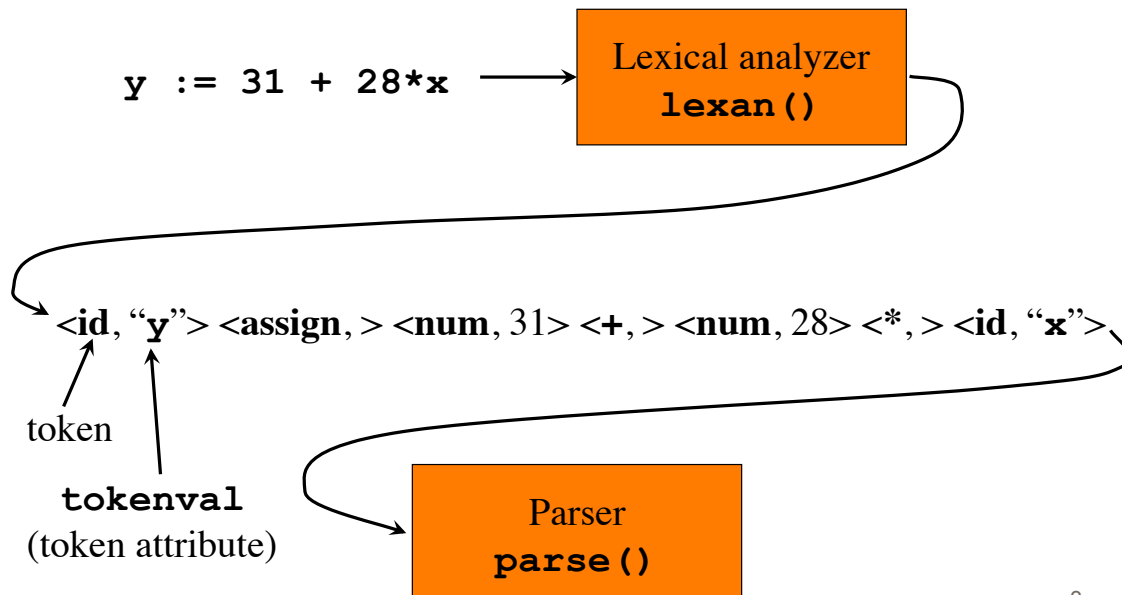 y := 31 + 28*x
Lexical analyzer
lexan()
<id, “y”> <assign, > <num, 31> <+, > <num, 28> <*, > <id, “x”>
token
tokenval
(token attribute)
Parser
parse()